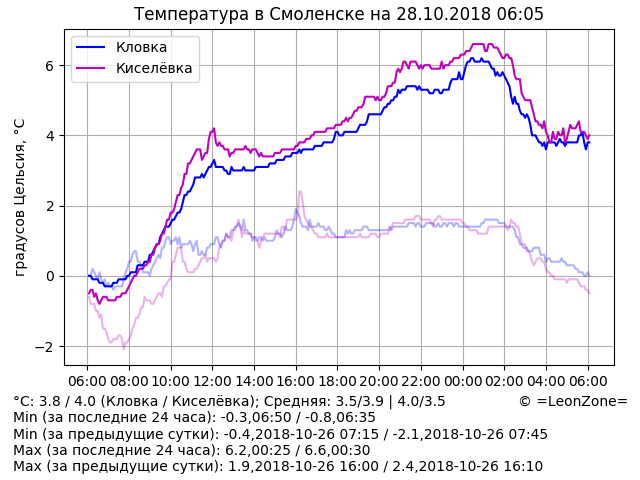 Температура в Смоленске на 28.10.2018 06:05
Кловка
Киселёвка
градусов Цельсия, °C
6
4
2
0
−2
06:00 08:00 10:00 12:00 14:00 16:00 18:00 20:00 22:00 00:00 02:00 04:00 06:00
°C: 3.8 / 4.0 (Кловка / Киселёвка); Средняя: 3.5/3.9 | 4.0/3.5 © =LeonZone=
Min (за последние 24 часа): -0.3,06:50 / -0.8,06:35
Min (за предыдущие сутки): -0.4,2018-10-26 07:15 / -2.1,2018-10-26 07:45
Max (за последние 24 часа): 6.2,00:25 / 6.6,00:30
Max (за предыдущие сутки): 1.9,2018-10-26 16:00 / 2.4,2018-10-26 16:10